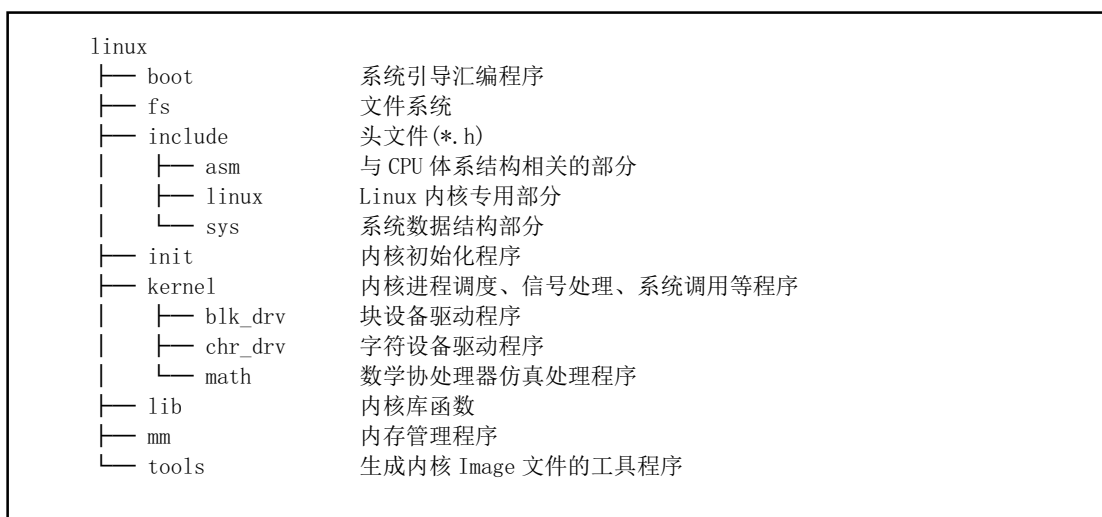 linux
├── boot 系统引导汇编程序
├── fs 文件系统
├── include 头文件(*.h)
│   ├── asm 与 CPU 体系结构相关的部分
│   ├── linux Linux 内核专用部分
│   └── sys 系统数据结构部分
├── init 内核初始化程序
├── kernel 内核进程调度、信号处理、系统调用等程序
│   ├── blk_drv 块设备驱动程序
│   ├── chr_drv 字符设备驱动程序
│   └── math 数学协处理器仿真处理程序
├── lib 内核库函数
├── mm 内存管理程序
└── tools 生成内核 Image 文件的工具程序